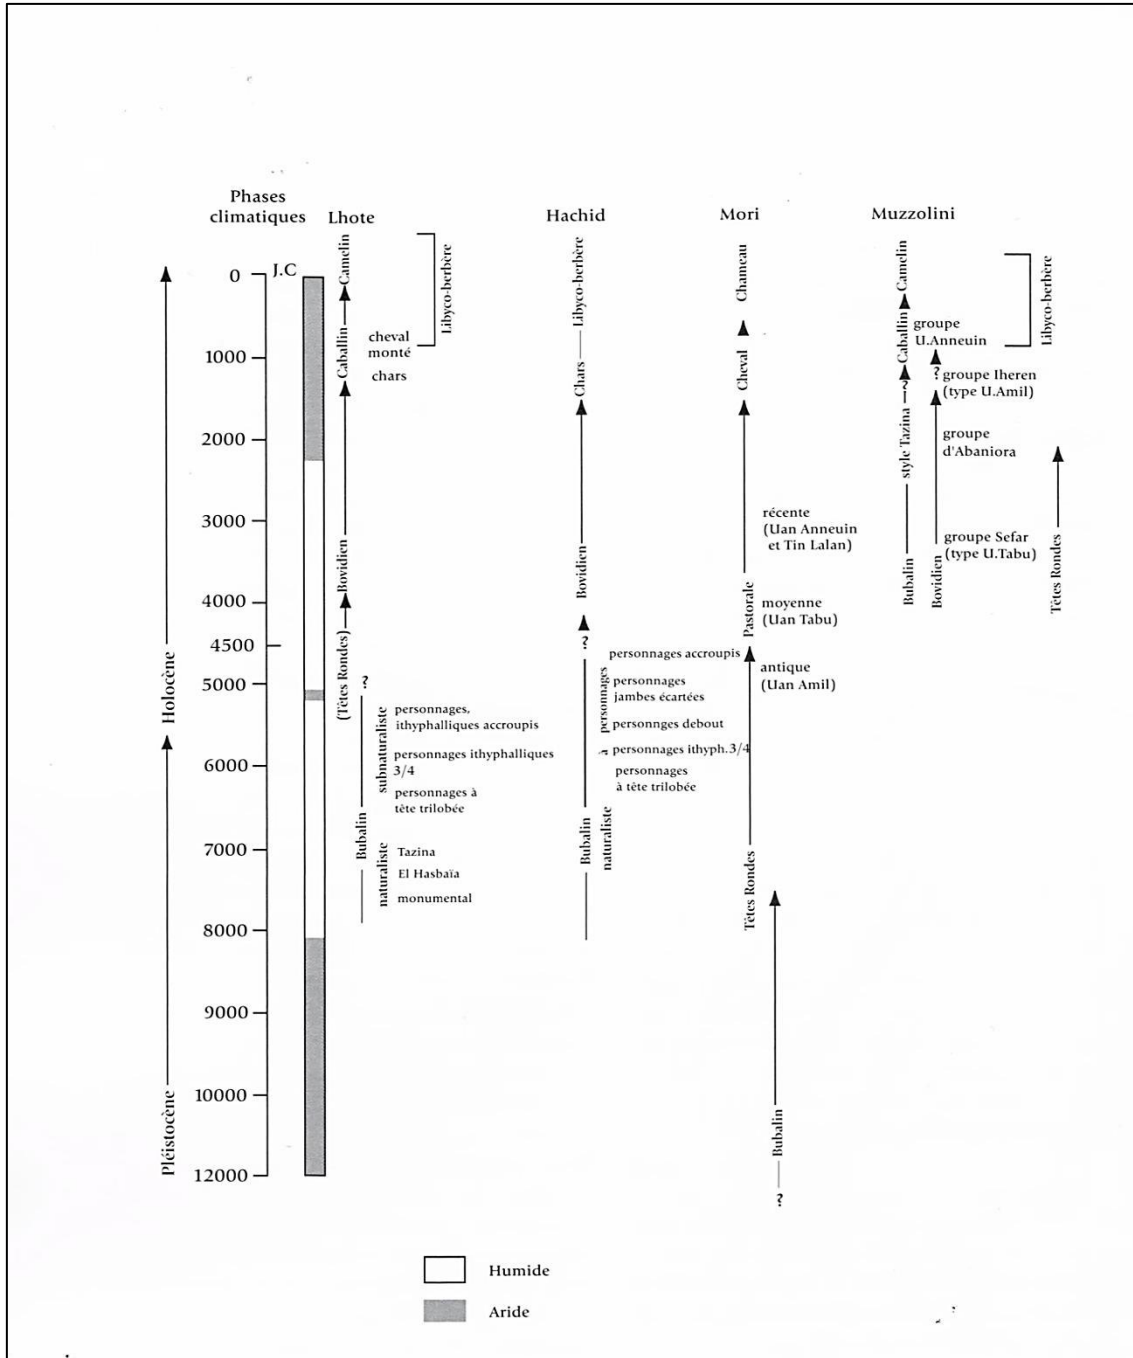 Phases
climatiques
Lhote
Hachid
Mori
Muzzolini
Holocène
Pléistocène
J.C
0
1000
2000
3000
4000
4500
5000
6000
7000
8000
9000
10000
12000
Camelin
Caballin
Bovidien
(Têtes Rondes)
?
Bubalin
Libyco-berbère
cheval
monté
chars
subnaturaliste
personnages,
ithyphalliques accroupis
personnages ithyphalliques
3/4
personnages à
tête trilobée
naturaliste
Tazina
El Hasbaïa
monumental
Libyco-berbère
Chars
Bovidien
?
Bubalin
naturaliste
à personnages
personnages accroupis
personnages
jambes écartées
personnges debout
personnages ithyph.3/4
personnages
à tête trilobée
Chameau
Cheval
Pastorale
Têtes Rondes
Bubalin
?
récente
(Uan Anneuin
et Tin Lalan)
moyenne
(Uan Tabu)
antique
(Uan Amil)
Camelin
Caballin
?
style Tazina
Bubalin
?
Bovidien
Libyco-berbère
groupe
U.Anneuin
groupe Iheren
(type U.Amil)
groupe
d'Abaniora
groupe Sefar
(type U.Tabu)
Têtes Rondes
Humide
Aride